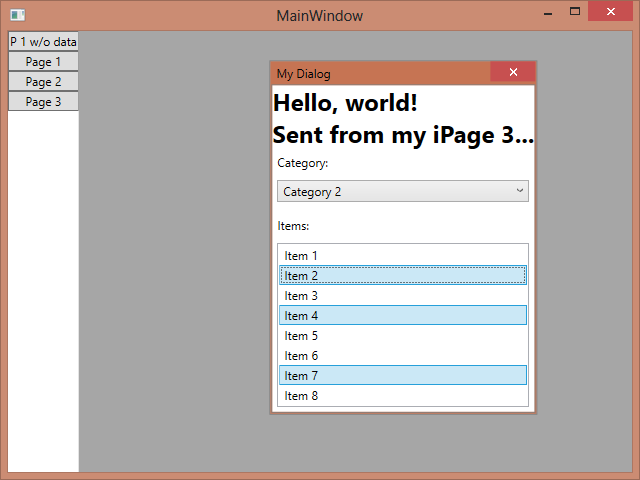 MainWindow
P 1 w/o data
Page 1
Page 2
Page 3
My Dialog
Hello, world!
Sent from my iPage 3...
Category:
Category 2
Items:
Item 1
Item 2
Item 3
Item 4
Item 5
Item 6
Item 7
Item 8